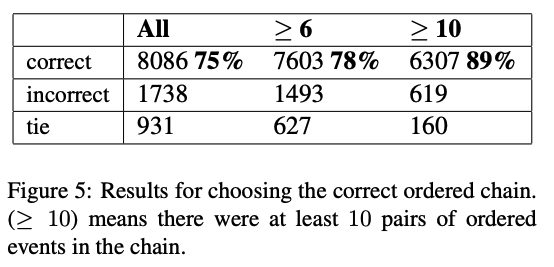 All ≥ 6 ≥ 10
correct 8086 75% 7603 78% 6307 89%
incorrect 1738 1493 619
tie 931 627 160
Figure 5: Results for choosing the correct ordered chain.
(≥ 10) means there were at least 10 pairs of ordered
events in the chain.